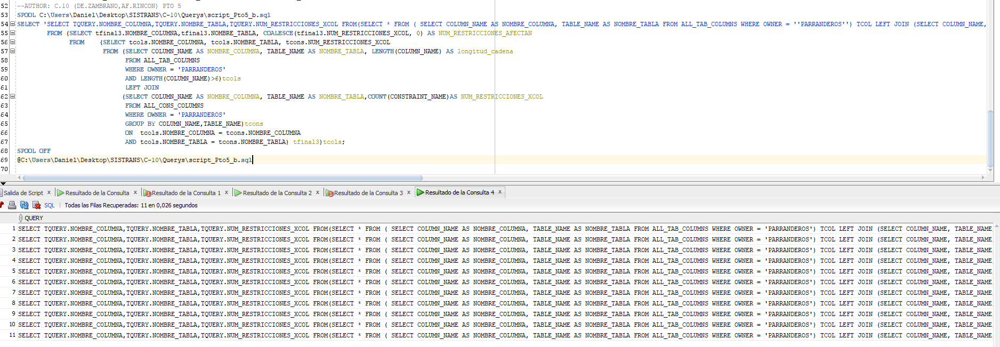 52 --AUTHOR: C.10 (DE.ZAMBRANO,AF.RINCON) PTO 5
53 SPOOL C:\Users\Daniel\Desktop\SISTRANS\C-10\Querys\script_Pto5_b.sql
54 SELECT 'SELECT TQUERY.NOMBRE_COLUMNA,TQUERY.NOMBRE_TABLA,TQUERY.NUM_RESTRICCIONES_XCOL FROM(SELECT * FROM ( SELECT COLUMN_NAME AS NOMBRE_COLUMNA, TABLE_NAME AS NOMBRE_TABLA FROM ALL_TAB_COLUMNS WHERE OWNER = ''PARRANDEROS'') TCOL LEFT JOIN (SELECT COLUMN_NAME,
55 FROM (SELECT tfinal3.NOMBRE_COLUMNA,tfinal3.NOMBRE_TABLA, COALESCE(tfinal3.NUM_RESTRICCIONES_XCOL, 0) AS NUM_RESTRICCIONES_AFECTAN
56 FROM (SELECT tcols.NOMBRE_COLUMNA, tcols.NOMBRE_TABLA, tcons.NUM_RESTRICCIONES_XCOL
57 FROM (SELECT COLUMN_NAME AS NOMBRE_COLUMNA, TABLE_NAME AS NOMBRE_TABLA, LENGTH(COLUMN_NAME) AS longitud_cadena
58 FROM ALL_TAB_COLUMNS
59 WHERE OWNER = 'PARRANDEROS'
60 AND LENGTH(COLUMN_NAME)>6)tcols
61 LEFT JOIN
62 (SELECT COLUMN_NAME AS NOMBRE_COLUMNA, TABLE_NAME AS NOMBRE_TABLA,COUNT(CONSTRAINT_NAME)AS NUM_RESTRICCIONES_XCOL
63 FROM ALL_CONS_COLUMNS
64 WHERE OWNER = 'PARRANDEROS'
65 GROUP BY COLUMN_NAME,TABLE_NAME)tcons
66 ON tcols.NOMBRE_COLUMNA = tcons.NOMBRE_COLUMNA
67 AND tcols.NOMBRE_TABLA = tcons.NOMBRE_TABLA) tfinal3)tcols;
68 SPOOL OFF
69 @C:\Users\Daniel\Desktop\SISTRANS\C-10\Querys\script_Pto5_b.sql
70
Salida de Script x Resultado de la Consulta x Resultado de la Consulta 1 x Resultado de la Consulta 2 x Resultado de la Consulta 3 x Resultado de la Consulta 4 x
SQL | Todas las Filas Recuperadas: 11 en 0,026 segundos
QUERY
1 SELECT TQUERY.NOMBRE_COLUMNA,TQUERY.NOMBRE_TABLA,TQUERY.NUM_RESTRICCIONES_XCOL FROM(SELECT * FROM ( SELECT COLUMN_NAME AS NOMBRE_COLUMNA, TABLE_NAME AS NOMBRE_TABLA FROM ALL_TAB_COLUMNS WHERE OWNER = 'PARRANDEROS') TCOL LEFT JOIN (SELECT COLUMN_NAME, TABLE_NAME
2 SELECT TQUERY.NOMBRE_COLUMNA,TQUERY.NOMBRE_TABLA,TQUERY.NUM_RESTRICCIONES_XCOL FROM(SELECT * FROM ( SELECT COLUMN_NAME AS NOMBRE_COLUMNA, TABLE_NAME AS NOMBRE_TABLA FROM ALL_TAB_COLUMNS WHERE OWNER = 'PARRANDEROS') TCOL LEFT JOIN (SELECT COLUMN_NAME, TABLE_NAME
3 SELECT TQUERY.NOMBRE_COLUMNA,TQUERY.NOMBRE_TABLA,TQUERY.NUM_RESTRICCIONES_XCOL FROM(SELECT * FROM ( SELECT COLUMN_NAME AS NOMBRE_COLUMNA, TABLE_NAME AS NOMBRE_TABLA FROM ALL_TAB_COLUMNS WHERE OWNER = 'PARRANDEROS') TCOL LEFT JOIN (SELECT COLUMN_NAME, TABLE_NAME
4 SELECT TQUERY.NOMBRE_COLUMNA,TQUERY.NOMBRE_TABLA,TQUERY.NUM_RESTRICCIONES_XCOL FROM(SELECT * FROM ( SELECT COLUMN_NAME AS NOMBRE_COLUMNA, TABLE_NAME AS NOMBRE_TABLA FROM ALL_TAB_COLUMNS WHERE OWNER = 'PARRANDEROS') TCOL LEFT JOIN (SELECT COLUMN_NAME, TABLE_NAME
5 SELECT TQUERY.NOMBRE_COLUMNA,TQUERY.NOMBRE_TABLA,TQUERY.NUM_RESTRICCIONES_XCOL FROM(SELECT * FROM ( SELECT COLUMN_NAME AS NOMBRE_COLUMNA, TABLE_NAME AS NOMBRE_TABLA FROM ALL_TAB_COLUMNS WHERE OWNER = 'PARRANDEROS') TCOL LEFT JOIN (SELECT COLUMN_NAME, TABLE_NAME
6 SELECT TQUERY.NOMBRE_COLUMNA,TQUERY.NOMBRE_TABLA,TQUERY.NUM_RESTRICCIONES_XCOL FROM(SELECT * FROM ( SELECT COLUMN_NAME AS NOMBRE_COLUMNA, TABLE_NAME AS NOMBRE_TABLA FROM ALL_TAB_COLUMNS WHERE OWNER = 'PARRANDEROS') TCOL LEFT JOIN (SELECT COLUMN_NAME, TABLE_NAME
7 SELECT TQUERY.NOMBRE_COLUMNA,TQUERY.NOMBRE_TABLA,TQUERY.NUM_RESTRICCIONES_XCOL FROM(SELECT * FROM ( SELECT COLUMN_NAME AS NOMBRE_COLUMNA, TABLE_NAME AS NOMBRE_TABLA FROM ALL_TAB_COLUMNS WHERE OWNER = 'PARRANDEROS') TCOL LEFT JOIN (SELECT COLUMN_NAME, TABLE_NAME
8 SELECT TQUERY.NOMBRE_COLUMNA,TQUERY.NOMBRE_TABLA,TQUERY.NUM_RESTRICCIONES_XCOL FROM(SELECT * FROM ( SELECT COLUMN_NAME AS NOMBRE_COLUMNA, TABLE_NAME AS NOMBRE_TABLA FROM ALL_TAB_COLUMNS WHERE OWNER = 'PARRANDEROS') TCOL LEFT JOIN (SELECT COLUMN_NAME, TABLE_NAME
9 SELECT TQUERY.NOMBRE_COLUMNA,TQUERY.NOMBRE_TABLA,TQUERY.NUM_RESTRICCIONES_XCOL FROM(SELECT * FROM ( SELECT COLUMN_NAME AS NOMBRE_COLUMNA, TABLE_NAME AS NOMBRE_TABLA FROM ALL_TAB_COLUMNS WHERE OWNER = 'PARRANDEROS') TCOL LEFT JOIN (SELECT COLUMN_NAME, TABLE_NAME
10 SELECT TQUERY.NOMBRE_COLUMNA,TQUERY.NOMBRE_TABLA,TQUERY.NUM_RESTRICCIONES_XCOL FROM(SELECT * FROM ( SELECT COLUMN_NAME AS NOMBRE_COLUMNA, TABLE_NAME AS NOMBRE_TABLA FROM ALL_TAB_COLUMNS WHERE OWNER = 'PARRANDEROS') TCOL LEFT JOIN (SELECT COLUMN_NAME, TABLE_NAME
11 SELECT TQUERY.NOMBRE_COLUMNA,TQUERY.NOMBRE_TABLA,TQUERY.NUM_RESTRICCIONES_XCOL FROM(SELECT * FROM ( SELECT COLUMN_NAME AS NOMBRE_COLUMNA, TABLE_NAME AS NOMBRE_TABLA FROM ALL_TAB_COLUMNS WHERE OWNER = 'PARRANDEROS') TCOL LEFT JOIN (SELECT COLUMN_NAME, TABLE_NAME